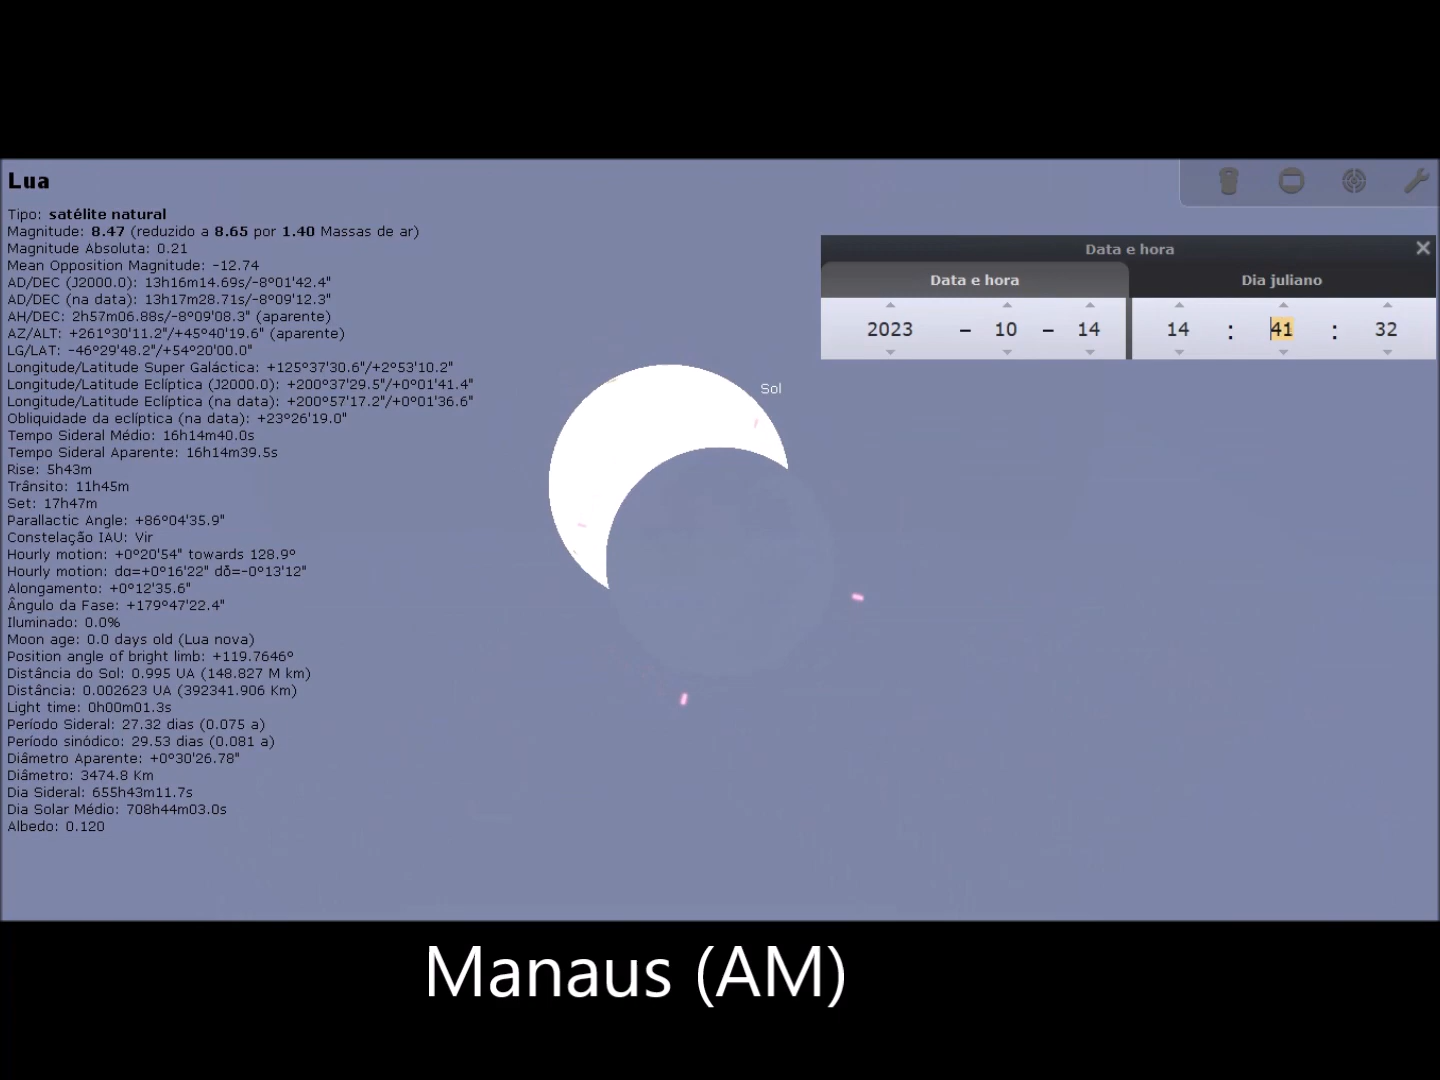 Lua
Tipo: satélite natural
Magnitude: 8.47 (reduzido a 8.65 por 1.40 Massas de ar)
Magnitude Absoluta: 0.21
Mean Opposition Magnitude: -12.74
AD/DEC (J2000.0): 13h16m14.69s/-8°01'42.4"
AD/DEC (na data): 13h17m28.71s/-8°09'12.3"
AH/DEC: 2h57m06.88s/-8°09'08.3" (aparente)
AZ/ALT: +261°30'11.2"/+45°40'19.6" (aparente)
LG/LAT: -46°29'48.2"/+54°20'00.0"
Longitude/Latitude Super Galáctica: +125°37'30.6"/+2°53'10.2"
Longitude/Latitude Eclíptica (J2000.0): +200°37'29.5"/+0°01'41.4"
Longitude/Latitude Eclíptica (na data): +200°57'17.2"/+0°01'36.6"
Obliquidade da eclíptica (na data): +23°26'19.0"
Tempo Sideral Médio: 16h14m40.0s
Tempo Sideral Aparente: 16h14m39.5s
Rise: 5h43m
Trânsito: 11h45m
Set: 17h47m
Parallactic Angle: +86°04'35.9"
Constelação IAU: Vir
Hourly motion: +0°20'54" towards 128.9°
Hourly motion: dα=+0°16'22" dδ=-0°13'12"
Alongamento: +0°12'35.6"
Ângulo da Fase: +179°47'22.4"
Iluminado: 0.0%
Moon age: 0.0 days old (Lua nova)
Position angle of bright limb: +119.7646°
Distância do Sol: 0.995 UA (148.827 M km)
Distância: 0.002623 UA (392341.906 Km)
Light time: 0h00m01.3s
Período Sideral: 27.32 dias (0.075 a)
Período sinódico: 29.53 dias (0.081 a)
Diâmetro Aparente: +0°30'26.78"
Diâmetro: 3474.8 Km
Dia Sideral: 655h43m11.7s
Dia Solar Médio: 708h44m03.0s
Albedo: 0.120
Data e hora
Data e hora Dia juliano
2023 - 10 - 14 14 : 41 : 32
Sol
Manaus (AM)